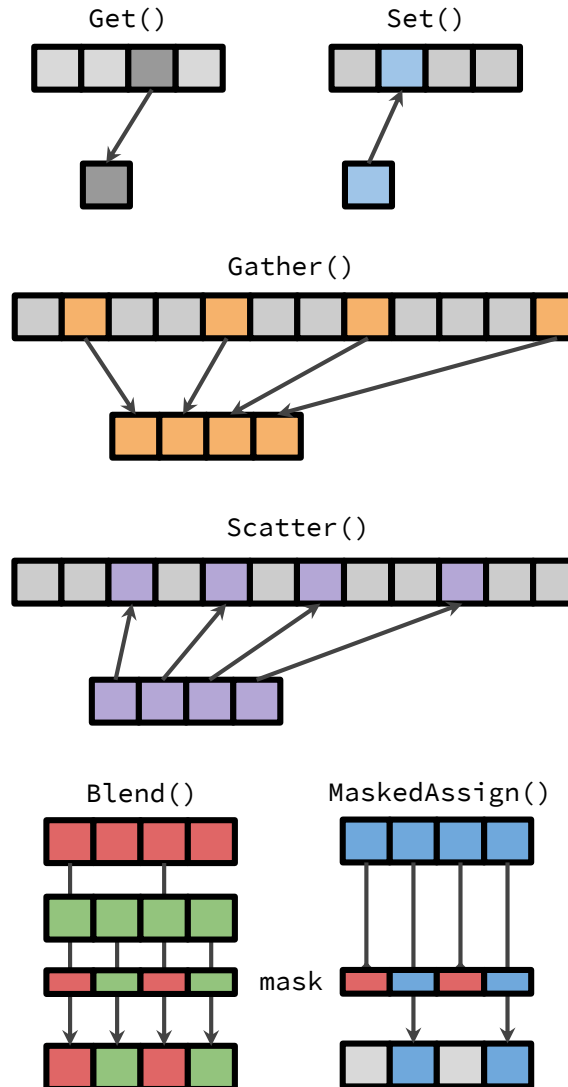 Get()
Set()
Gather()
Scatter()
Blend()
MaskedAssign()
mask